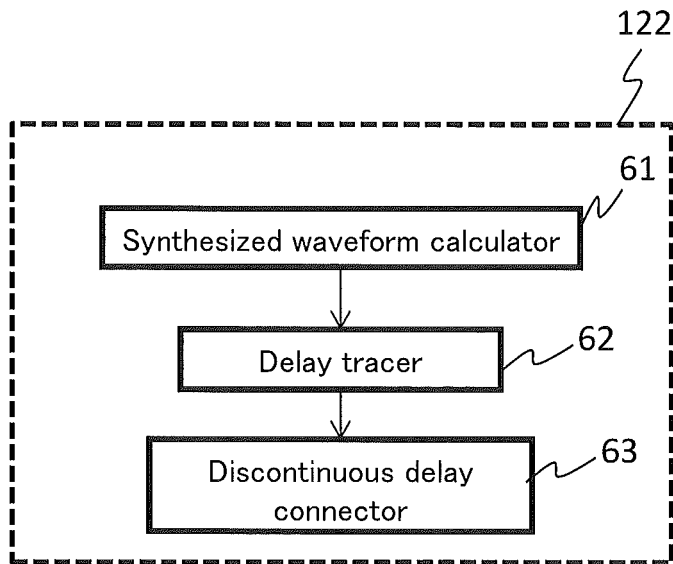 122
61
Synthesized waveform calculator
Delay tracer
62
63
Discontinuous delay
connector